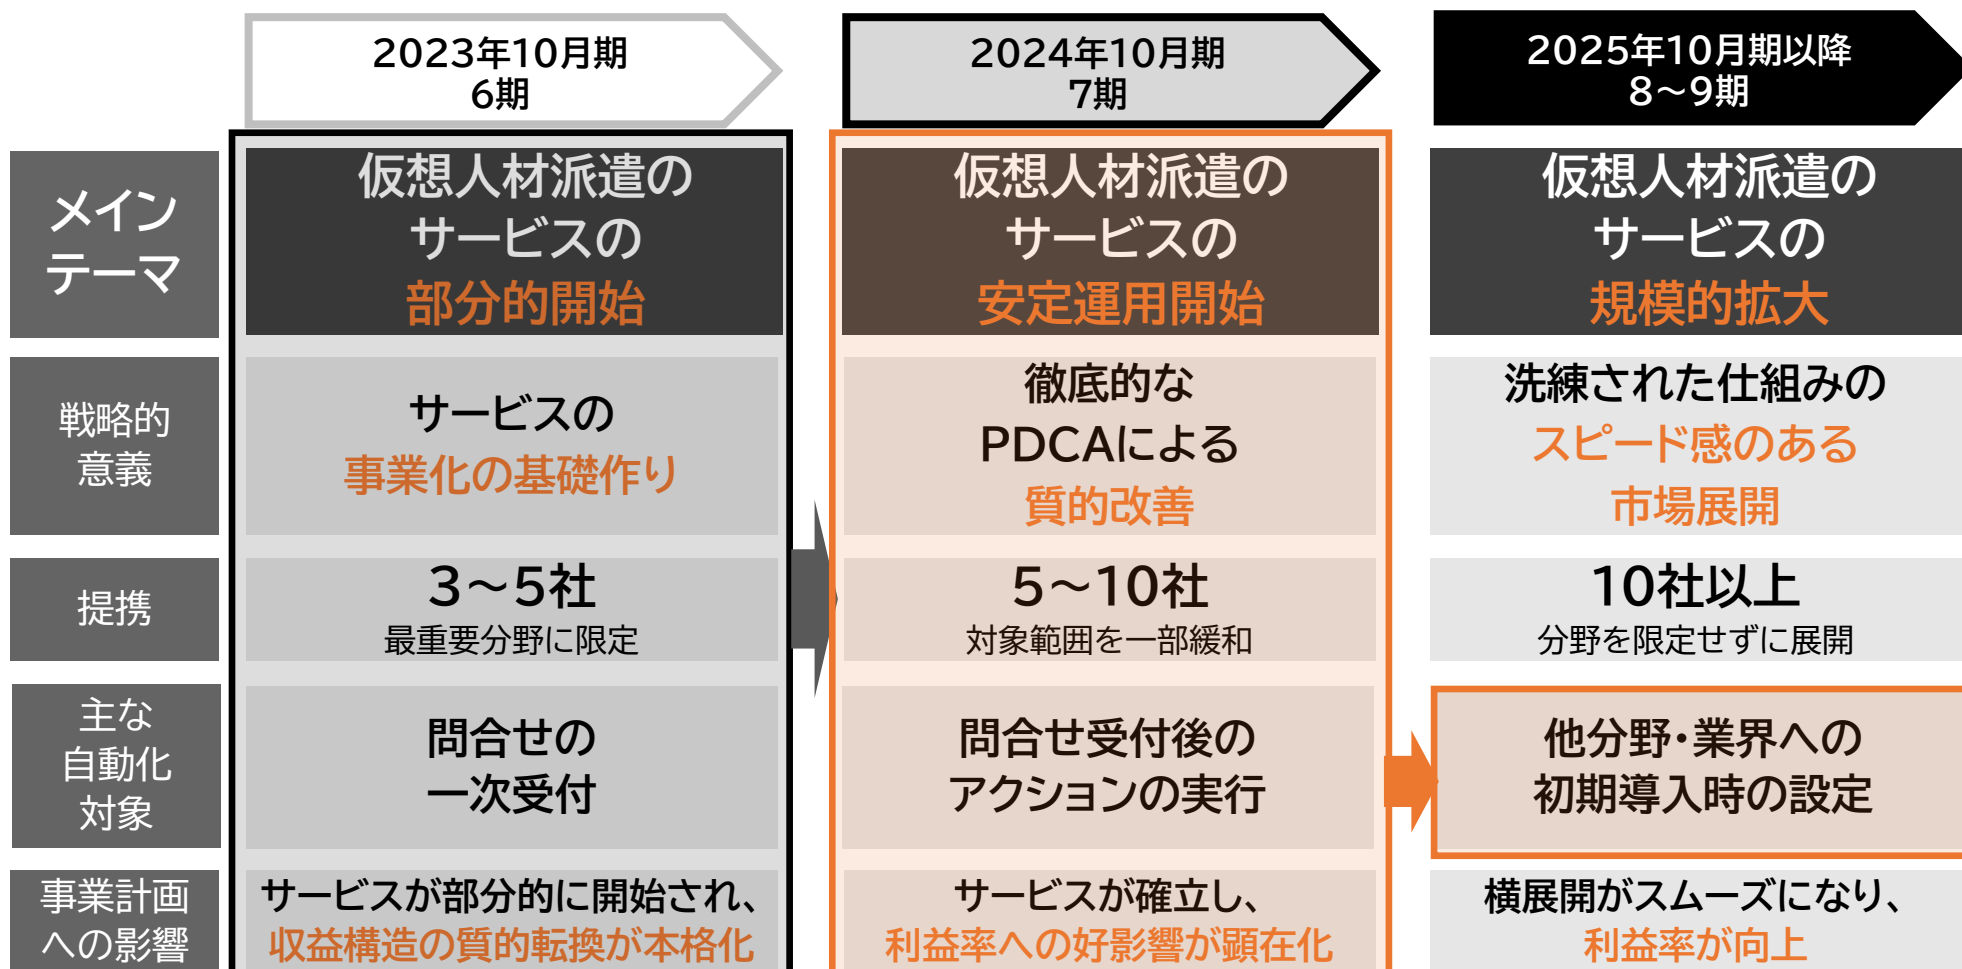 2023年10月期
6期
2024年10月期
7期
2025年10月期以降
8～9期
メイン
テーマ
仮想人材派遣の
サービスの
部分的開始
仮想人材派遣の
サービスの
安定運用開始
仮想人材派遣の
サービスの
規模的拡大
戦略的
意義
サービスの
事業化の基礎作り
徹底的な
PDCAによる
質的改善
洗練された仕組みの
スピード感のある
市場展開
提携
3～5社
最重要分野に限定
5～10社
対象範囲を一部緩和
10社以上
分野を限定せずに展開
主な
自動化
対象
問合せの
一次受付
問合せ受付後の
アクションの実行
他分野・業界への
初期導入時の設定
事業計画
への影響
サービスが部分的に開始され、
収益構造の質的転換が本格化
サービスが確立し、
利益率への好影響が顕在化
横展開がスムーズになり、
利益率が向上